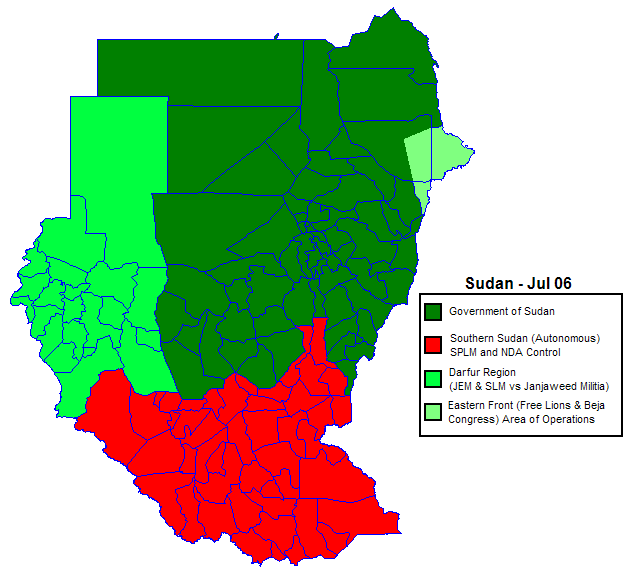 Sudan - Jul 06
Government of Sudan
Southern Sudan (Autonomous)
SPLM and NDA Control
Darfur Region
(JEM & SLM vs Janjaweed Militia)
Eastern Front (Free Lions & Beja
Congress) Area of Operations